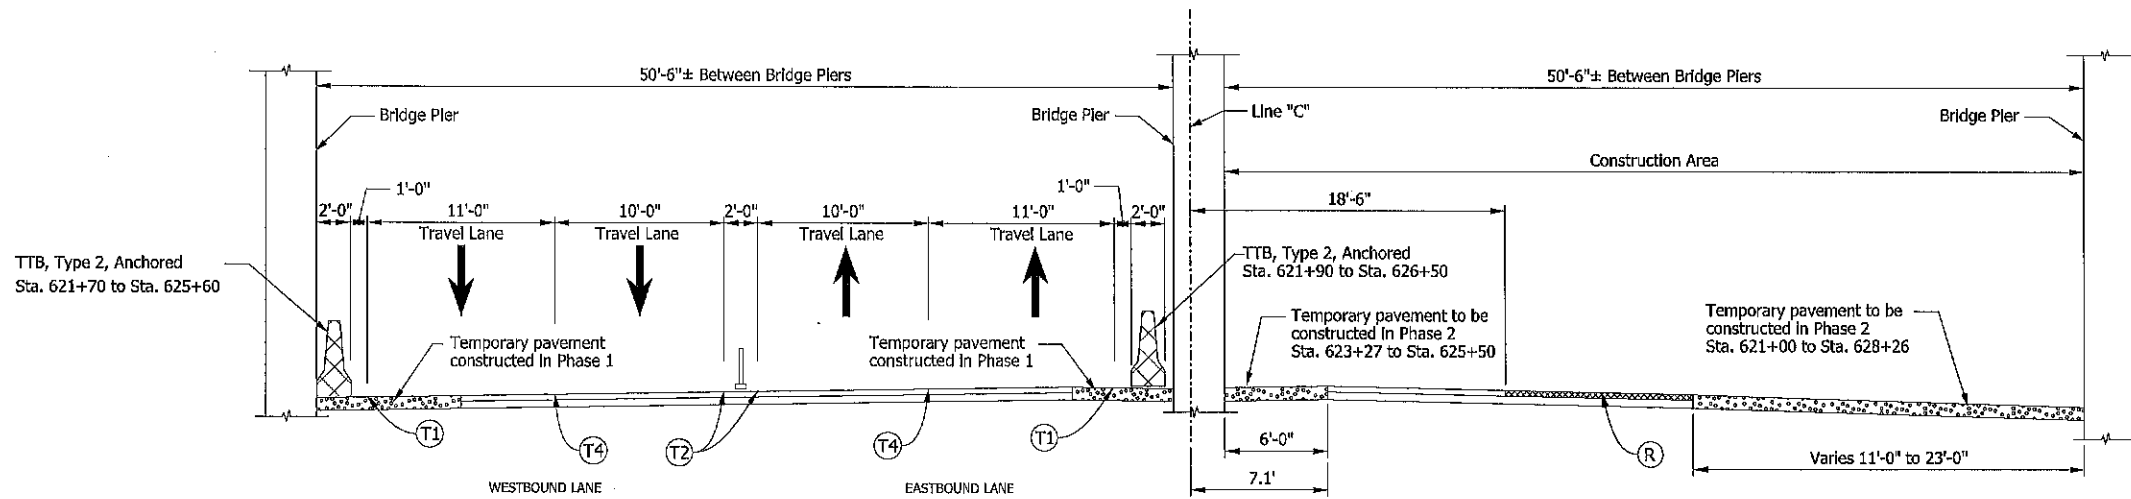 50'-6"± Between Bridge Piers
50'-6"± Between Bridge Piers
Bridge Pier
Bridge Pier
Line "C"
Bridge Pier
Construction Area
1'-0"
1'-0"
18'-6"
2'-0"
11'-0"
10'-0"
2'-0"
10'-0"
11'-0"
2'-0"
Travel Lane
Travel Lane
Travel Lane
Travel Lane
TTB, Type 2, Anchored
Sta. 621+70 to Sta. 625+60
TTB, Type 2, Anchored
Sta. 621+90 to Sta. 626+50
Temporary pavement
constructed in Phase 1
Temporary pavement
constructed in Phase 1
Temporary pavement to be
constructed in Phase 2
Sta. 623+27 to Sta. 625+50
Temporary pavement to be
constructed in Phase 2
Sta. 621+00 to Sta. 628+26
T1
T4
T2
T4
T1
6'-0"
R
Varies 11'-0" to 23'-0"
7.1'
WESTBOUND LANE
EASTBOUND LANE